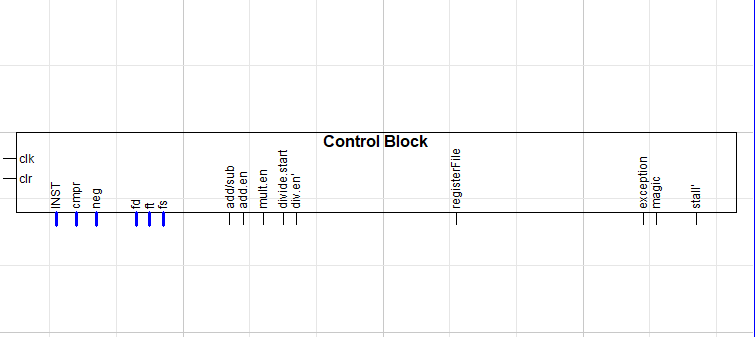 Control Block
clk
clr
INST
cmpr
neg
fd
ft
fs
add/sub
add.en
mult.en
divide.start
div.en'
registerFile
exception
magic
stall'